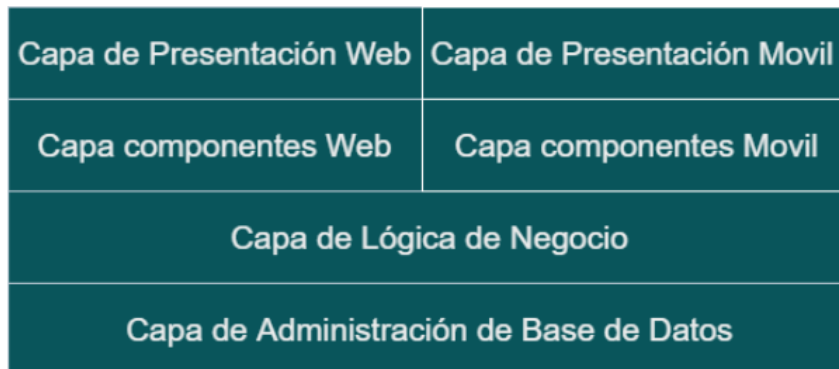 Capa de Presentación Web
Capa de Presentación Movil
Capa componentes Web
Capa componentes Movil
Capa de Lógica de Negocio
Capa de Administración de Base de Datos